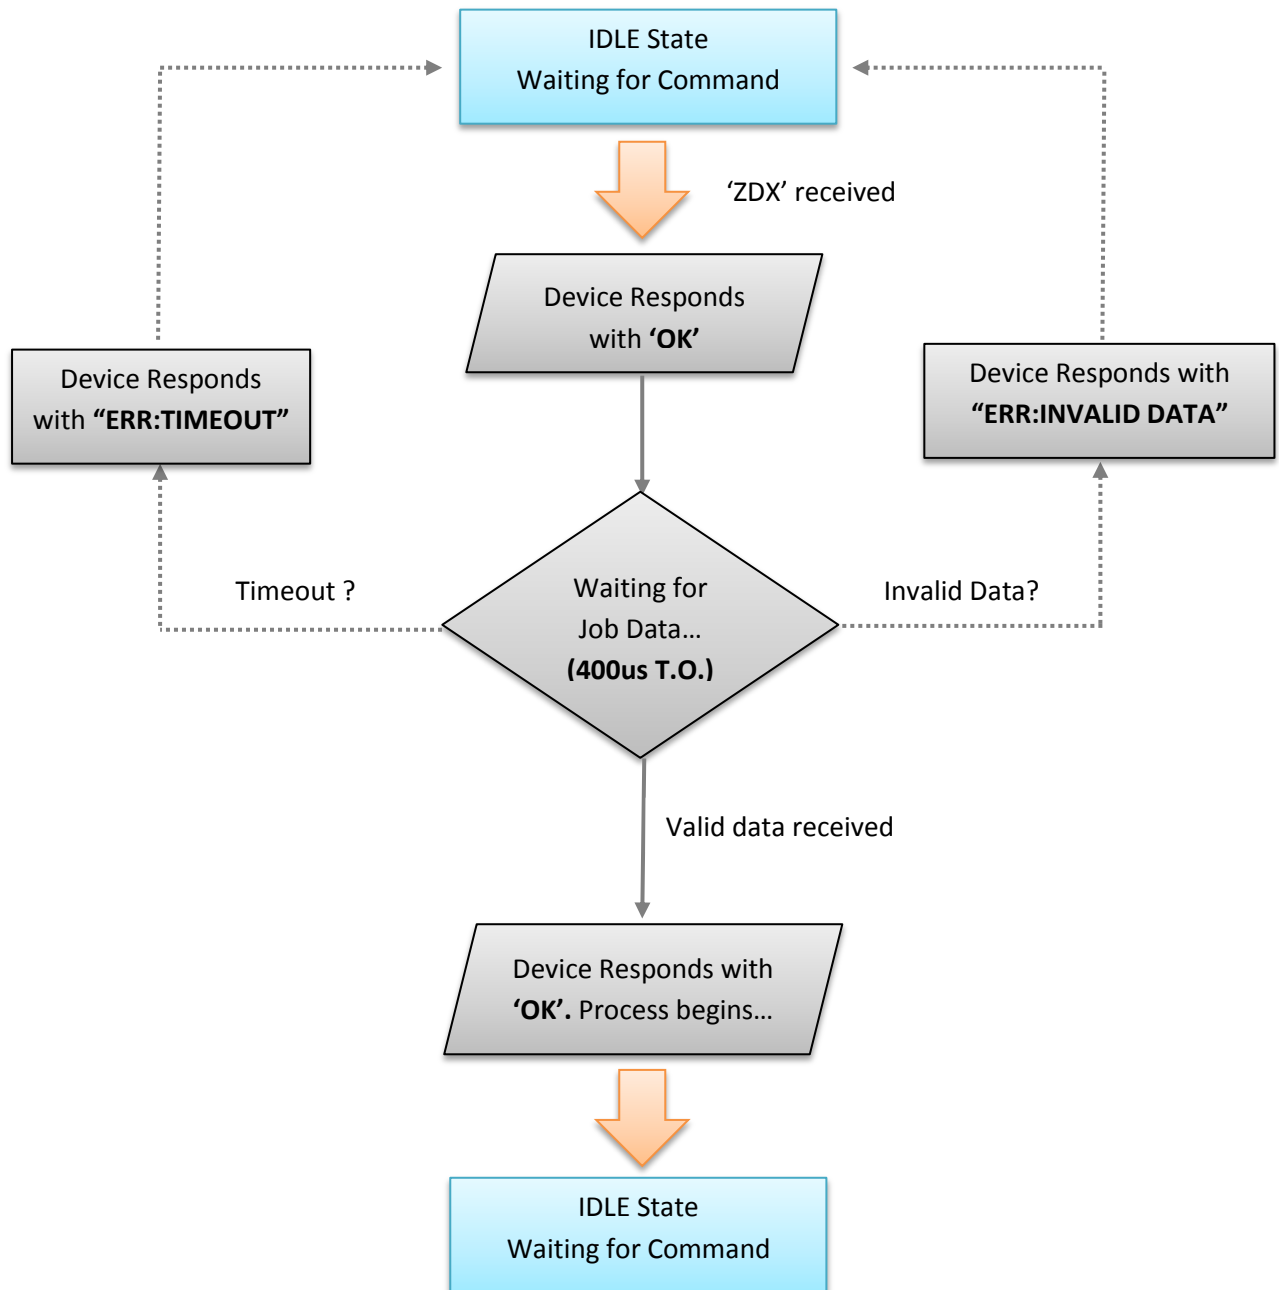 IDLE State
Waiting for Command
‘ZDX’ received
Device Responds
with ‘OK’
Device Responds
with “ERR:TIMEOUT”
Device Responds with
“ERR:INVALID DATA”
Timeout ?
Waiting for
Job Data…
(400us T.O.)
Invalid Data?
Valid data received
Device Responds with
‘OK’. Process begins…
IDLE State
Waiting for Command